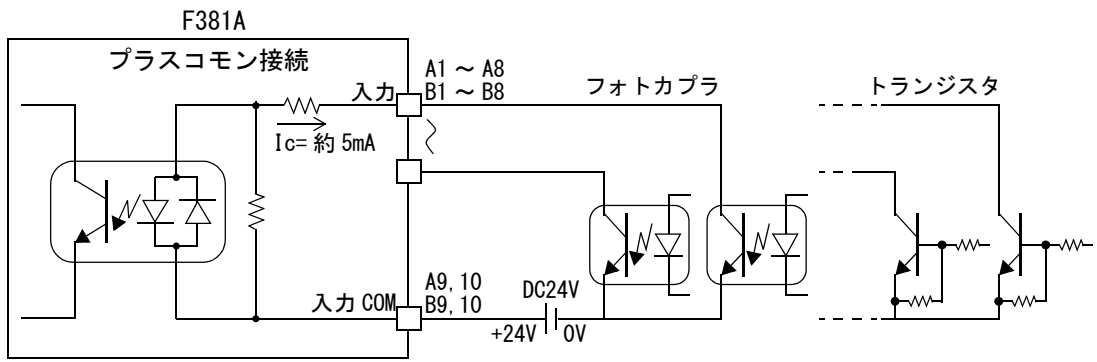 F381A
プラスコモン接続
入力
A1 ～ A8
B1 ～ B8
フォトカプラ
トランジスタ
Ic= 約 5mA
入力 COM
A9, 10
B9, 10
DC24V
+24V
0V